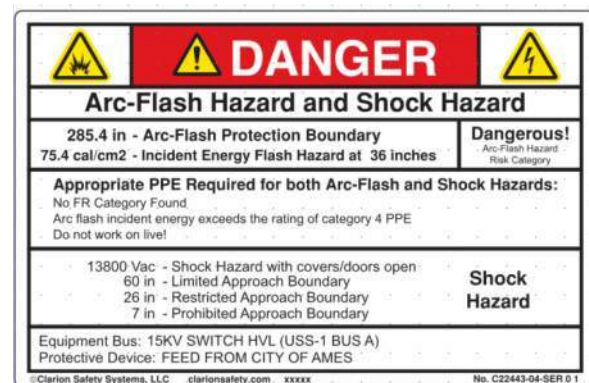 DANGER
Arc-Flash Hazard and Shock Hazard
285.4 in - Arc-Flash Protection Boundary
75.4 cal/cm2 - Incident Energy Flash Hazard at 36 inches
Dangerous!
Arc-Flash Hazard
Risk Category
Appropriate PPE Required for both Arc-Flash and Shock Hazards:
No FR Category Found
Arc flash incident energy exceeds the rating of category 4 PPE
Do not work on live!
13800 Vac - Shock Hazard with covers/doors open
60 in - Limited Approach Boundary
26 in - Restricted Approach Boundary
7 in - Prohibited Approach Boundary
Shock
Hazard
Equipment Bus: 15KV SWITCH HVL (USS-1 BUS A)
Protective Device: FEED FROM CITY OF AMES
©Clarion Safety Systems, LLC clarionsafety.com xxxxx No. C22443-04-SER 0 1